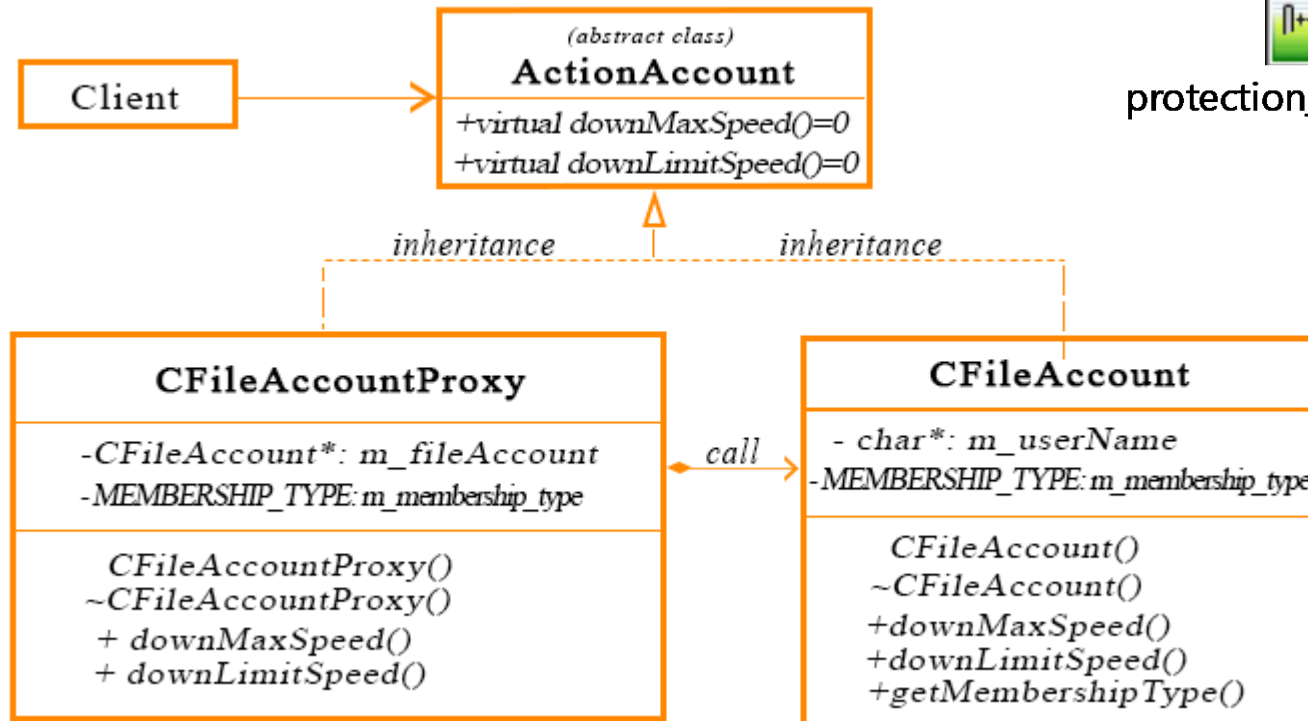 (abstract class)
ActionAccount
Client
+virtual downMaxSpeed()=0
+virtual downLimitSpeed()=0
protection_
inheritance
inheritance
CFileAccountProxy
-CFileAccount*: m_fileAccount
-MEMBERSHIP_TYPE: m_membership_type
CFileAccountProxy()
~CFileAccountProxy()
+ downMaxSpeed()
+ downLimitSpeed()
call
CFileAccount
- char*: m_userName
-MEMBERSHIP_TYPE: m_membership_type
CFileAccount()
~CFileAccount()
+downMaxSpeed()
+downLimitSpeed()
+getMembershipType()